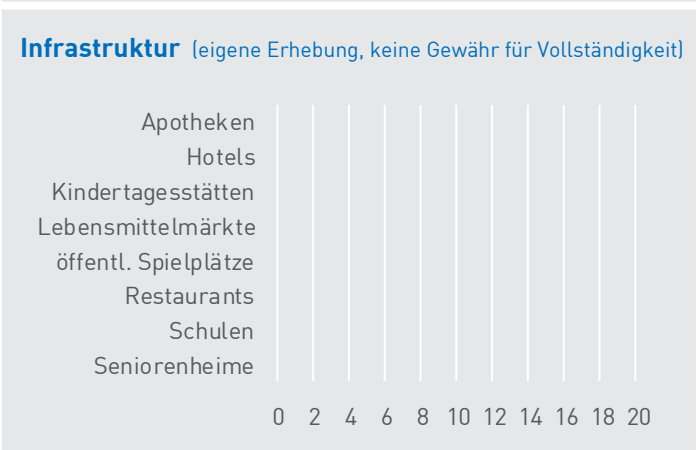 Infrastruktur (eigene Erhebung, keine Gewähr für Vollständigkeit)
Apotheken
Hotels
Kindertagesstätten
Lebensmittelmärkte
öffentl. Spielplätze
Restaurants
Schulen
Seniorenheime
0 2 4 6 8 10 12 14 16 18 20